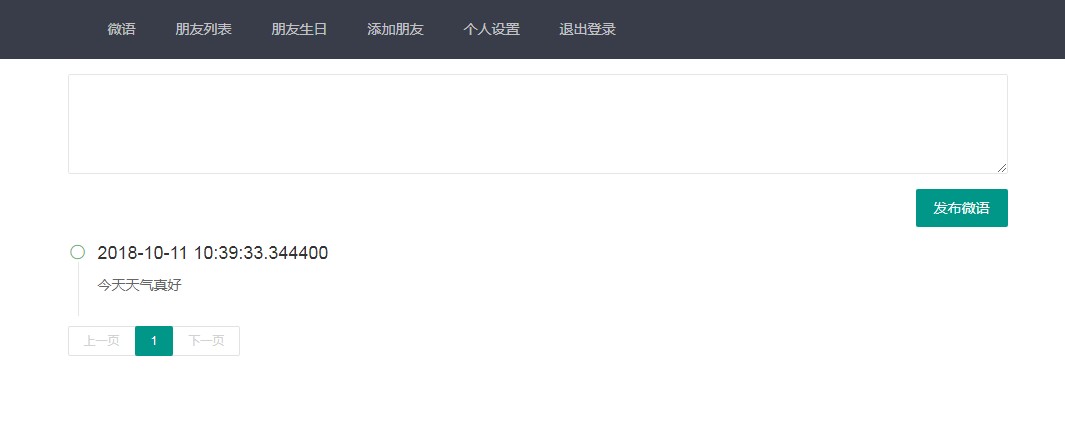 微语 朋友列表 朋友生日 添加朋友 个人设置 退出登录
发布微语
2018-10-11 10:39:33.344400
今天天气真好
上一页 1 下一页